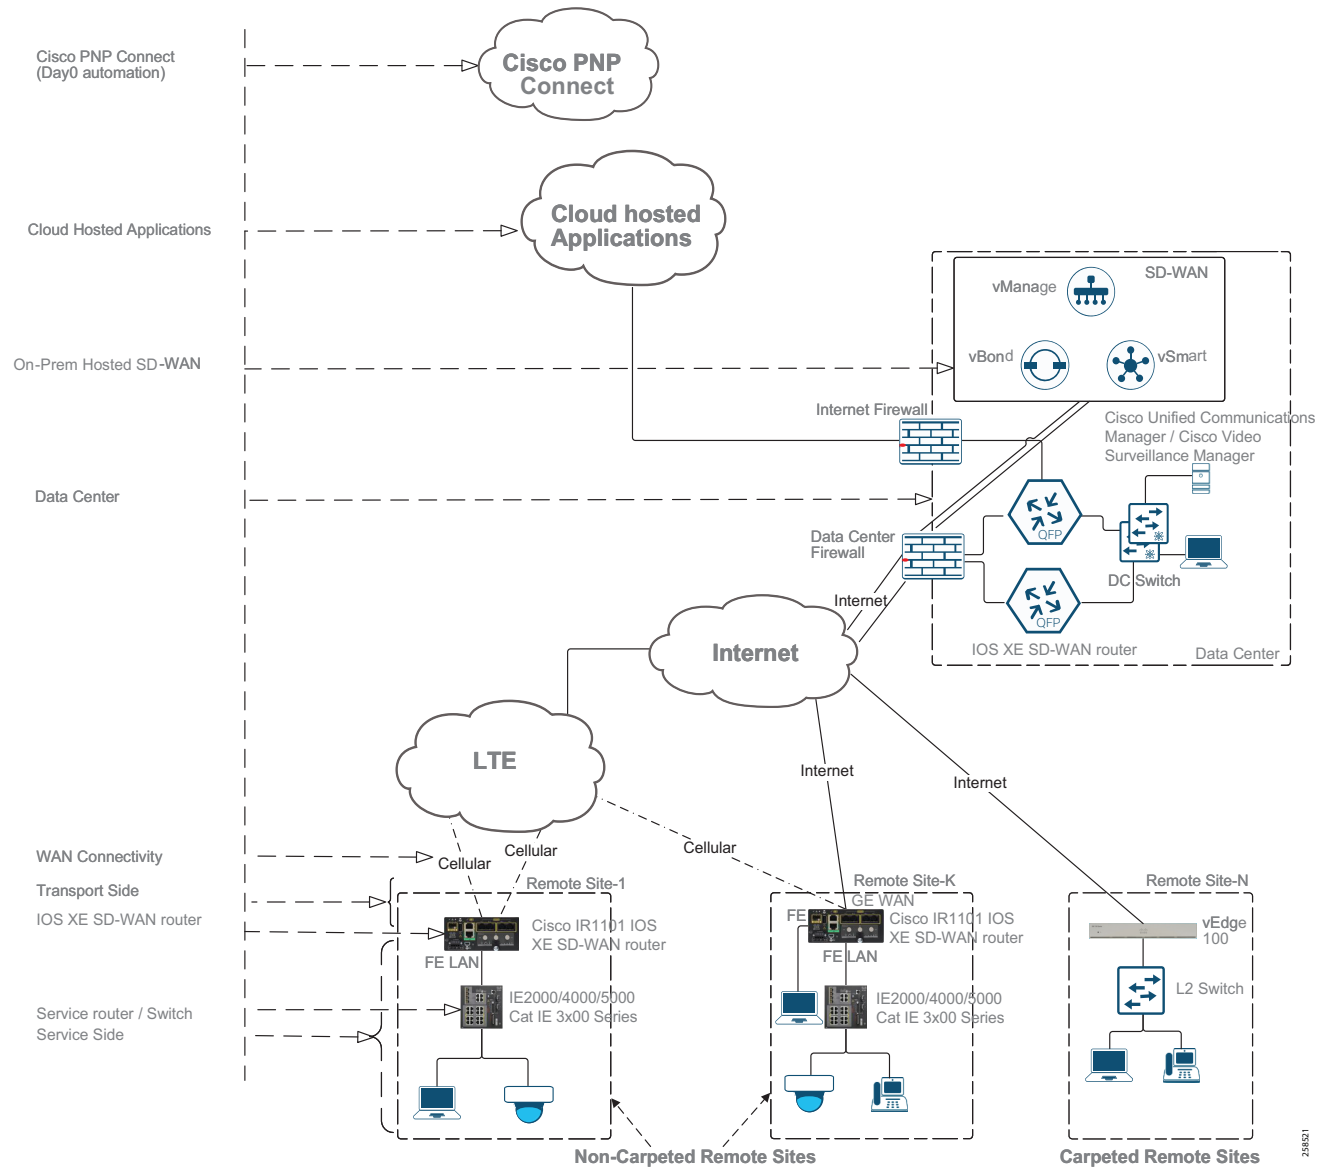 Cisco PNP Connect
(Day0 automation)
Cisco PNP
Connect
Cloud Hosted Applications
Cloud hosted
Applications
SD-WAN
vManage
vBond
vSmart
On-Prem Hosted SD-WAN
Internet Firewall
Cisco Unified Communications
Manager / Cisco Video
Surveillance Manager
Data Center
QFP
Data Center
Firewall
DC Switch
Internet
QFP
IOS XE SD-WAN router
Data Center
Internet
LTE
Internet
Internet
WAN Connectivity
Cellular
Cellular
Cellular
Transport Side
IOS XE SD-WAN router
Remote Site-1
Cisco IR1101 IOS
XE SD-WAN router
FE LAN
IE2000/4000/5000
Cat IE 3x00 Series
Remote Site-K
GE WAN
FE
Cisco IR1101 IOS
XE SD-WAN router
FE LAN
IE2000/4000/5000
Cat IE 3x00 Series
Remote Site-N
vEdge
100
L2 Switch
Service router / Switch
Service Side
Non-Carpeted Remote Sites
Carpeted Remote Sites
258521